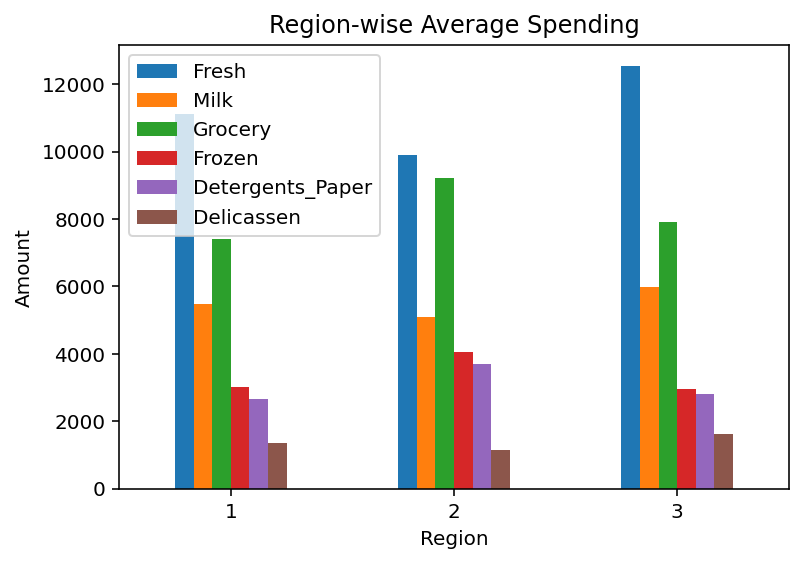 Region-wise Average Spending
Fresh
Milk
Grocery
Frozen
Detergents_Paper
Delicassen
12000
10000
8000
6000
4000
2000
0
Amount
1
2
3
Region